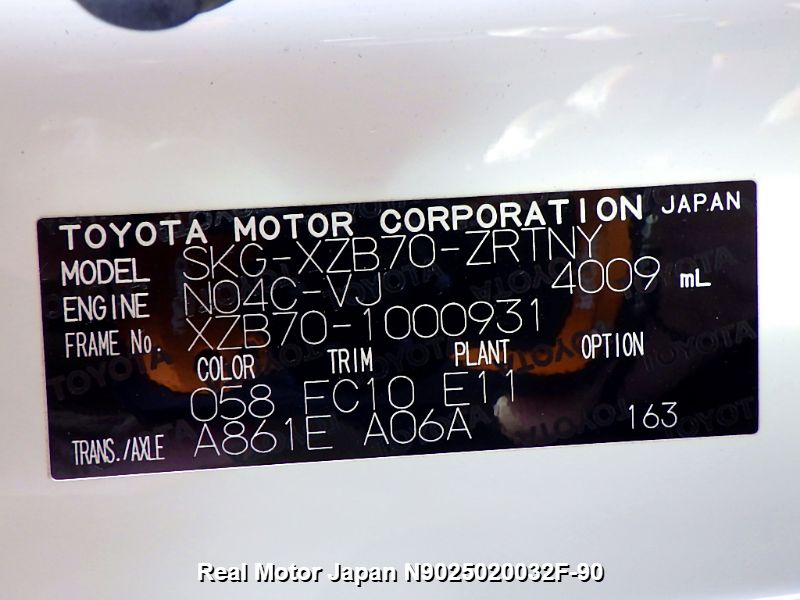 TOYOTA MOTOR CORPORATION JAPAN
MODEL SKG-XZB70-ZRTNY
ENGINE N04C-VJ 4009 mL
FRAME No. XZB70-1000931
COLOR TRIM PLANT OPTION
058 FC10 E11
TRANS./AXLE A861E A06A 163
Real Motor Japan N9025020032F-90